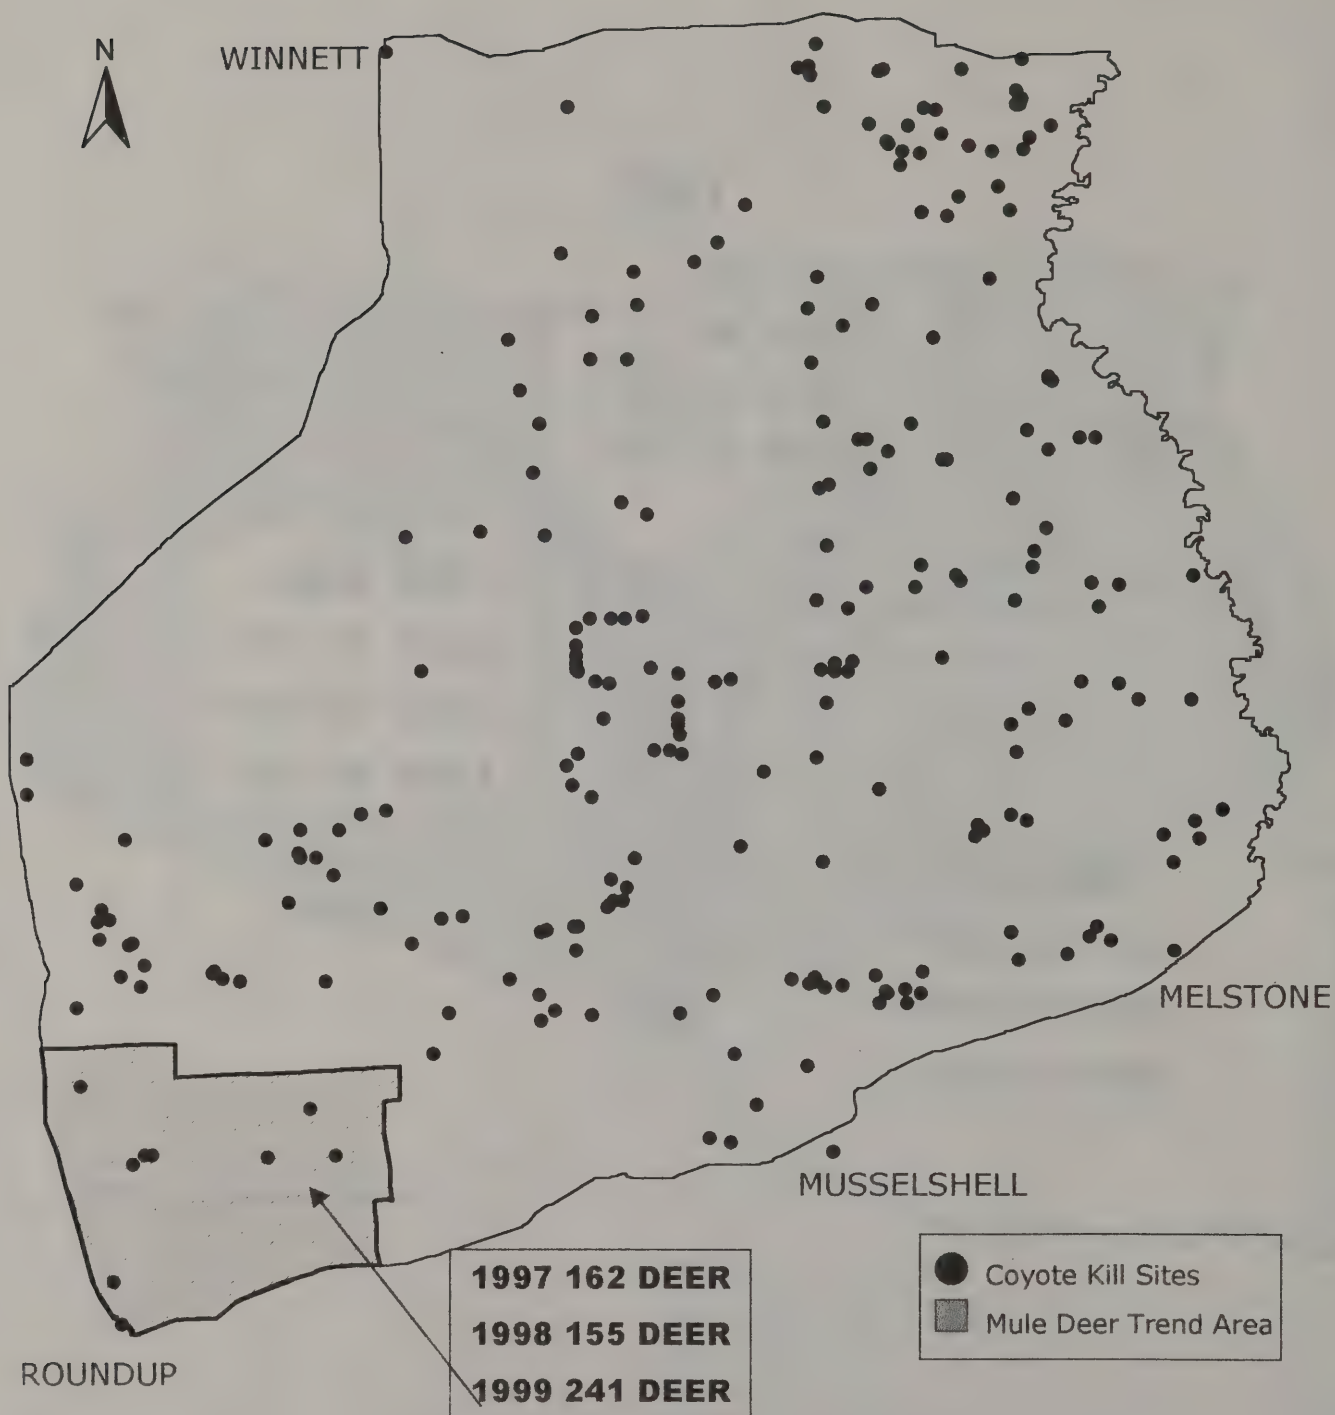 N
WINNETT
MELSTONE
MUSSELSHELL
1997 162 DEER
1998 155 DEER
1999 241 DEER
Coyote Kill Sites
Mule Deer Trend Area
ROUNDUP